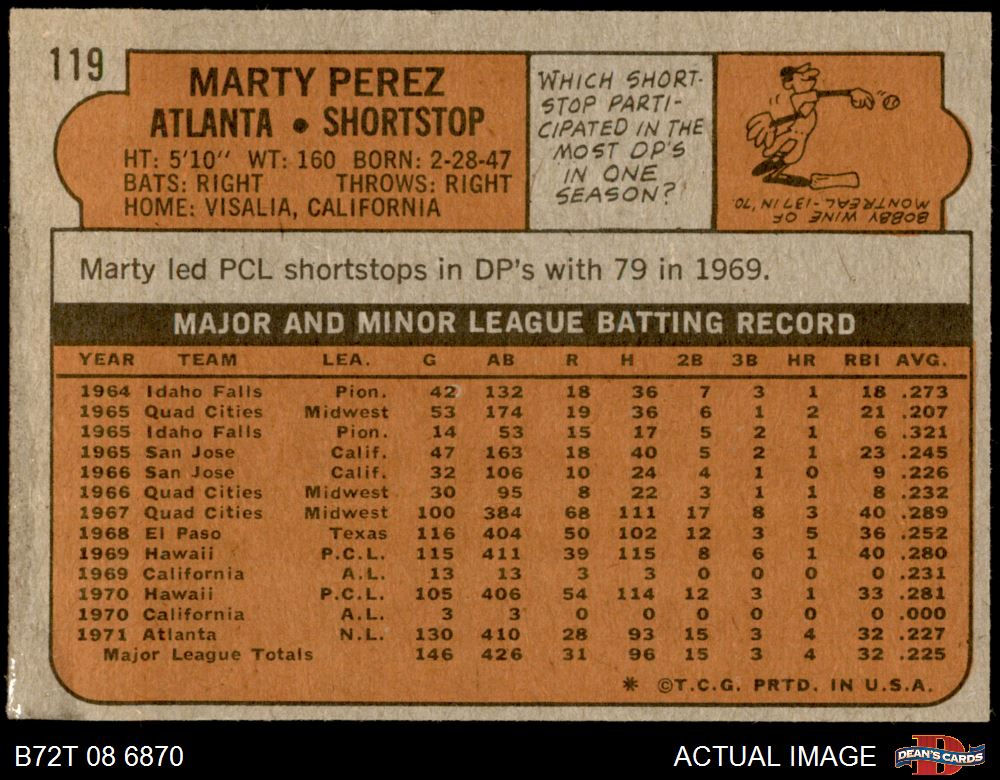 119
MARTY PEREZ
ATLANTA • SHORTSTOP
HT: 5'10" WT: 160 BORN: 2-28-47
BATS: RIGHT THROWS: RIGHT
HOME: VISALIA, CALIFORNIA
WHICH SHORT-
STOP PARTI-
CIPATED IN THE
MOST DP'S
IN ONE
SEASON?
BOBBY WINE OF
MONTREAL-137 IN '70.
Marty led PCL shortstops in DP's with 79 in 1969.
MAJOR AND MINOR LEAGUE BATTING RECORD
YEAR TEAM LEA. G AB R H 2B 3B HR RBI AVG.
1964 Idaho Falls Pion. 42 132 18 36 7 3 1 18 .273
1965 Quad Cities Midwest 53 174 19 36 6 1 2 21 .207
1965 Idaho Falls Pion. 14 53 15 17 5 2 1 6 .321
1965 San Jose Calif. 47 163 18 40 5 2 1 23 .245
1966 San Jose Calif. 32 106 10 24 4 1 0 9 .226
1966 Quad Cities Midwest 30 95 8 22 3 1 1 8 .232
1967 Quad Cities Midwest 100 384 68 111 17 8 3 40 .289
1968 El Paso Texas 116 404 50 102 12 3 5 36 .252
1969 Hawaii P.C.L. 115 411 39 115 8 6 1 40 .280
1969 California A.L. 13 13 3 3 0 0 0 0 .231
1970 Hawaii P.C.L. 105 406 54 114 12 3 1 33 .281
1970 California A.L. 3 3 0 0 0 0 0 0 .000
1971 Atlanta N.L. 130 410 28 93 15 3 4 32 .227
Major League Totals 146 426 31 96 15 3 4 32 .225
* ©T.C.G. PRTD. IN U.S.A.
B72T 08 6870
ACTUAL IMAGE
D
DEAN'S CARDS